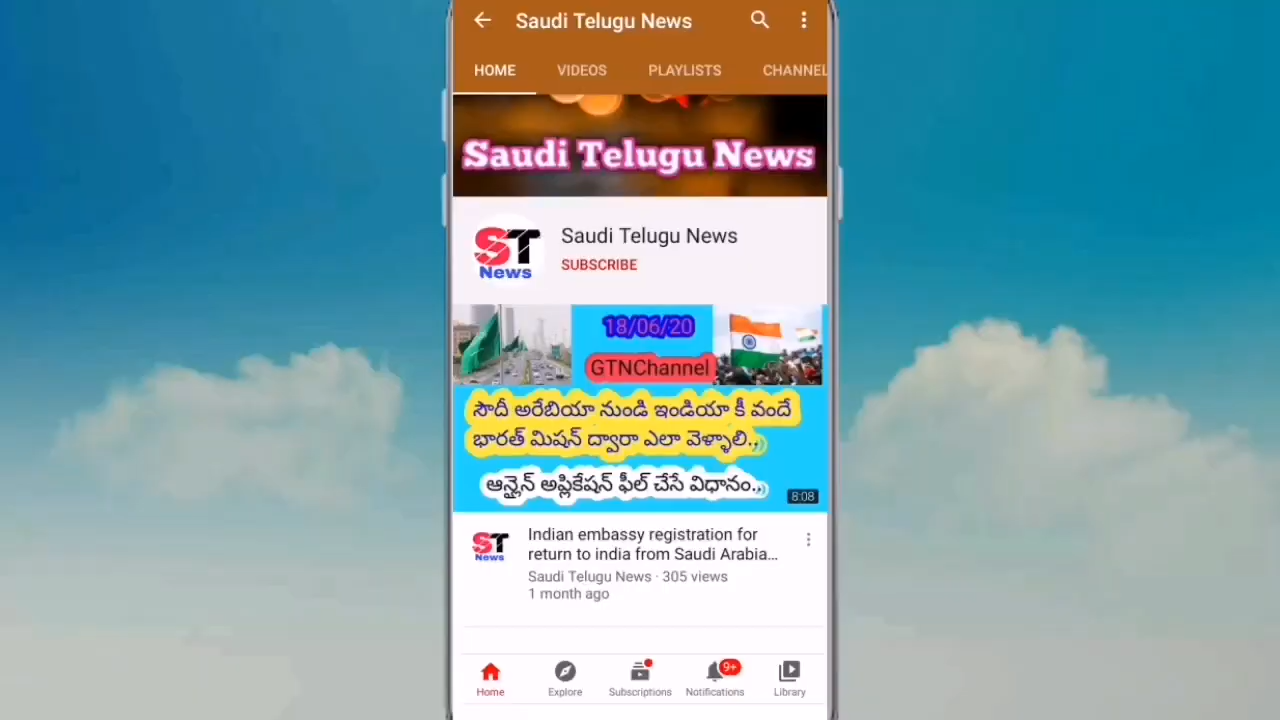 Saudi Telugu News
HOME VIDEOS PLAYLISTS CHANNEL
Saudi Telugu News
ST
News
Saudi Telugu News
SUBSCRIBE
18/06/20
GTNChannel
సౌదీ అరేబియా నుండి ఇండియా కీ వందే
భారత్ మిషన్ ద్వారా ఎలా వెళ్ళాలి..,
ఆన్లైన్ అప్లికేషన్ ఫీల్ చేసే విధానం..,
8:08
ST
News
Indian embassy registration for
return to india from Saudi Arabia...
Saudi Telugu News · 305 views
1 month ago
9+
Home Explore Subscriptions Notifications Library